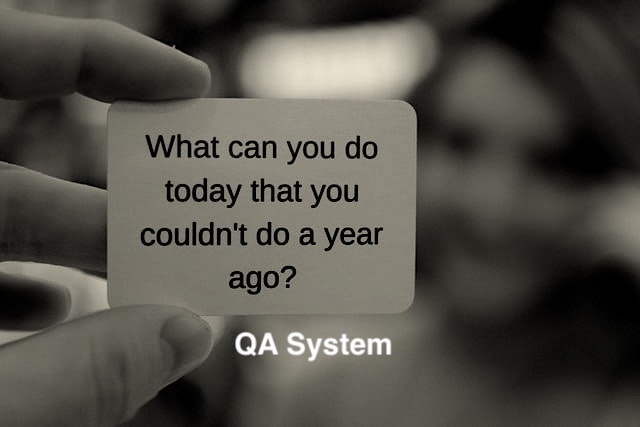 What can you do
today that you
couldn't do a year
ago?
QA System